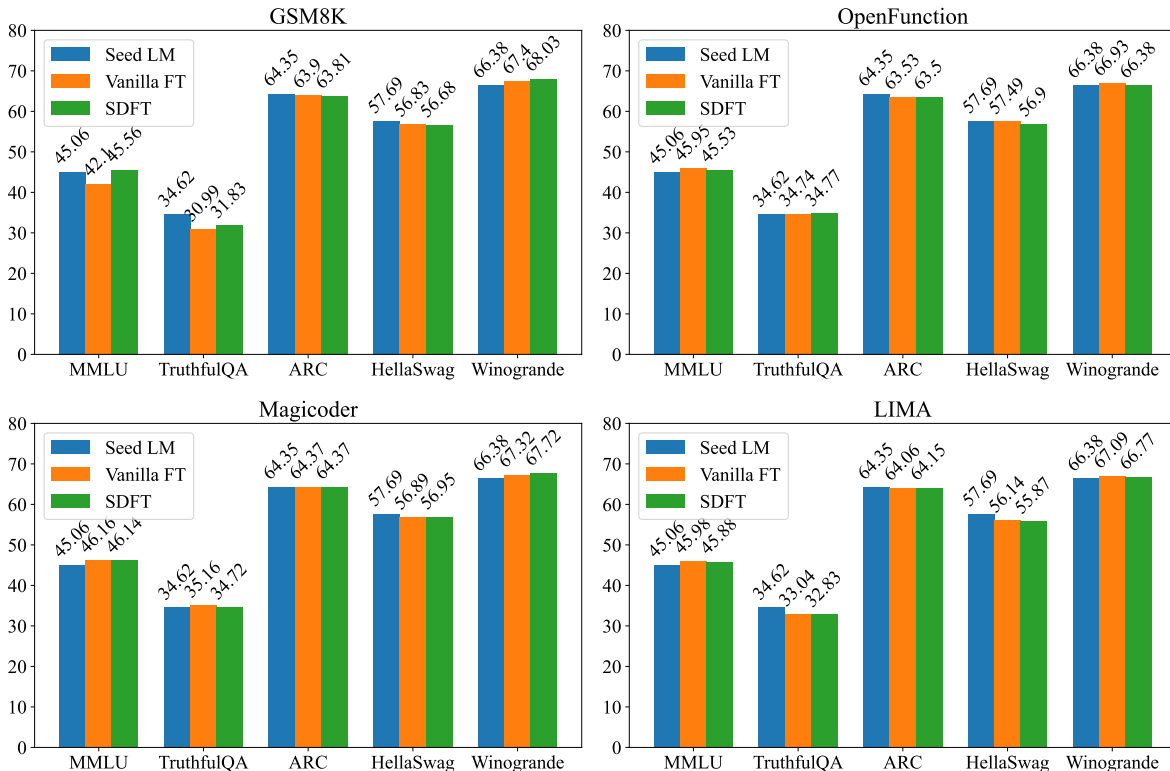 GSM8K
80
70
60
50
40
30
20
10
0
Seed LM
Vanilla FT
SDFT
45.06 42.1 45.56
34.62 30.99 31.83
64.35 63.9 63.81
57.69 56.83 56.68
66.38 67.4 68.03
MMLU TruthfulQA ARC HellaSwag Winogrande
OpenFunction
80
70
60
50
40
30
20
10
0
Seed LM
Vanilla FT
SDFT
45.06 45.95 45.53
34.62 34.74 34.77
64.35 63.53 63.5
57.69 57.49 56.9
66.38 66.93 66.38
MMLU TruthfulQA ARC HellaSwag Winogrande
Magicoder
80
70
60
50
40
30
20
10
0
Seed LM
Vanilla FT
SDFT
45.06 46.16 46.14
34.62 35.16 34.72
64.35 64.37 64.37
57.69 56.89 56.95
66.38 67.32 67.72
MMLU TruthfulQA ARC HellaSwag Winogrande
LIMA
80
70
60
50
40
30
20
10
0
Seed LM
Vanilla FT
SDFT
45.06 45.98 45.88
34.62 33.04 32.83
64.35 64.06 64.15
57.69 56.14 55.87
66.38 67.09 66.77
MMLU TruthfulQA ARC HellaSwag Winogrande